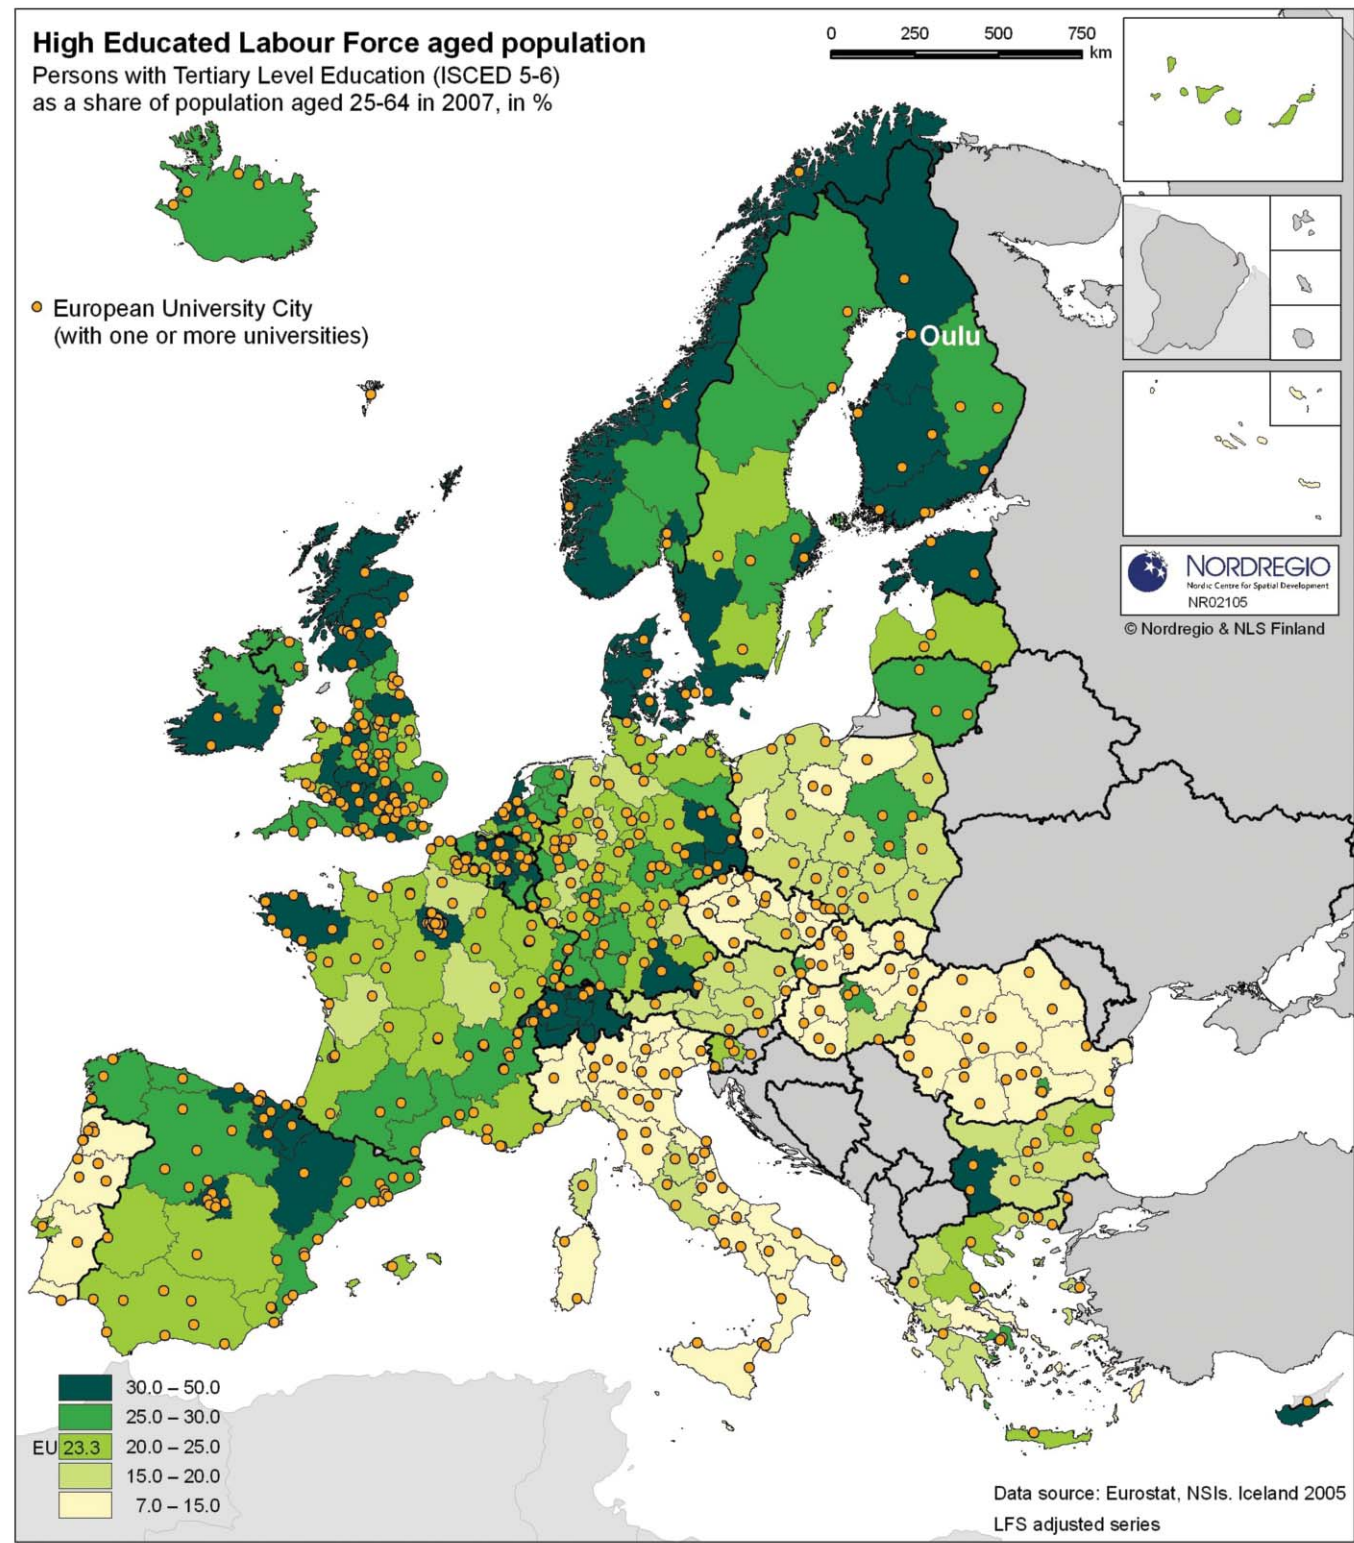 High Educated Labour Force aged population
Persons with Tertiary Level Education (ISCED 5-6)
as a share of population aged 25-64 in 2007, in %
0 250 500 750
km
European University City
(with one or more universities)
Oulu
NORDREGIO
Nordic Centre for Spatial Development
NR02105
© Nordregio & NLS Finland
30.0 – 50.0
25.0 – 30.0
EU 23.3 20.0 – 25.0
15.0 – 20.0
7.0 – 15.0
Data source: Eurostat, NSIs. Iceland 2005
LFS adjusted series